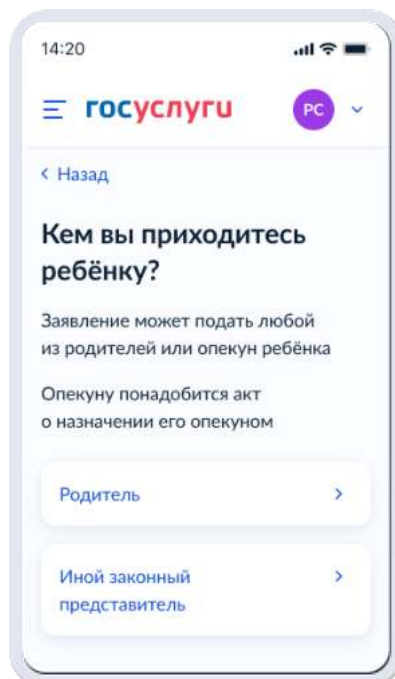 14:20
госуслуги
РС
Назад
Кем вы приходитесь
ребёнку?
Заявление может подать любой
из родителей или опекун ребёнка
Опекуну понадобится акт
о назначении его опекуном
Родитель
Иной законный
представитель